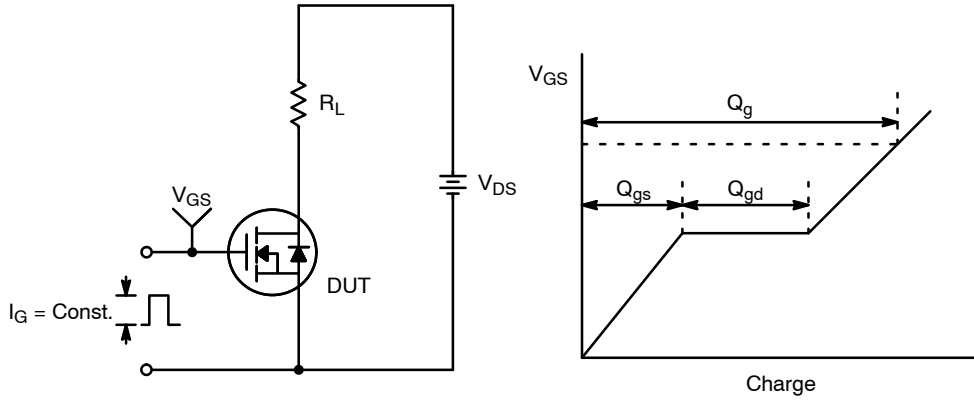 R_L
V_GS
V_DS
DUT
I_G = Const.
V_GS
Q_g
Q_gs
Q_gd
Charge